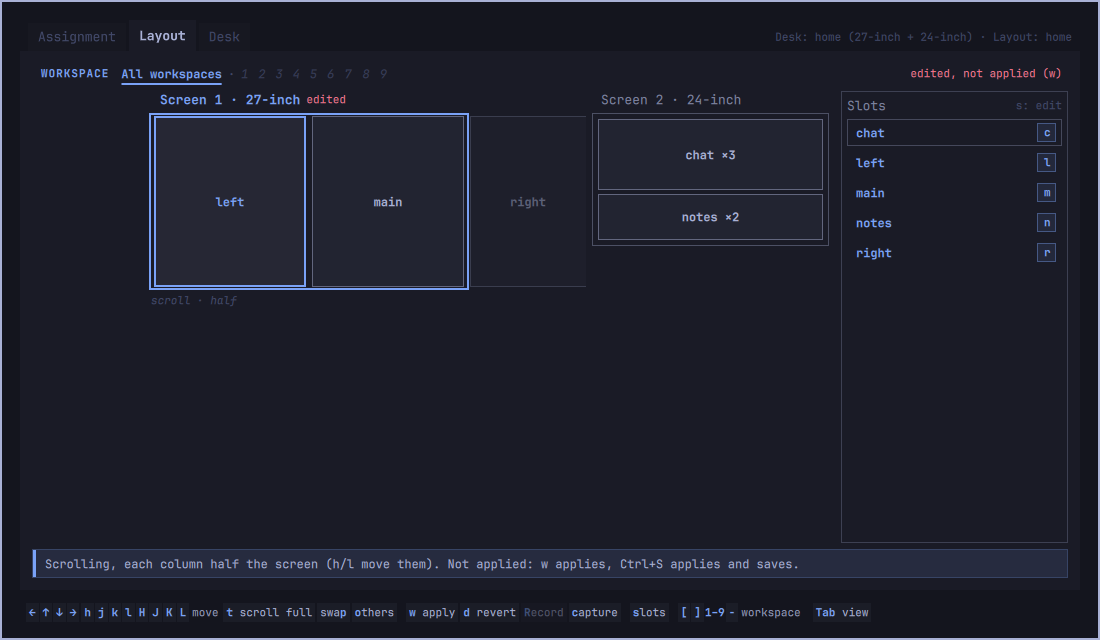 Assignment Layout Desk Desk: home (27-inch + 24-inch) · Layout: home
WORKSPACE All workspaces · 1 2 3 4 5 6 7 8 9 edited, not applied (w)
Screen 1 · 27-inch edited
Screen 2 · 24-inch
left
main
right
scroll · half
chat ×3
notes ×2
Slots s: edit
chat c
left l
main m
notes n
right r
Scrolling, each column half the screen (h/l move them). Not applied: w applies, Ctrl+S applies and saves.
← ↑ ↓ → h j k l H J K L move t scroll full swap others w apply d revert Record capture slots [ ] 1-9 - workspace Tab view